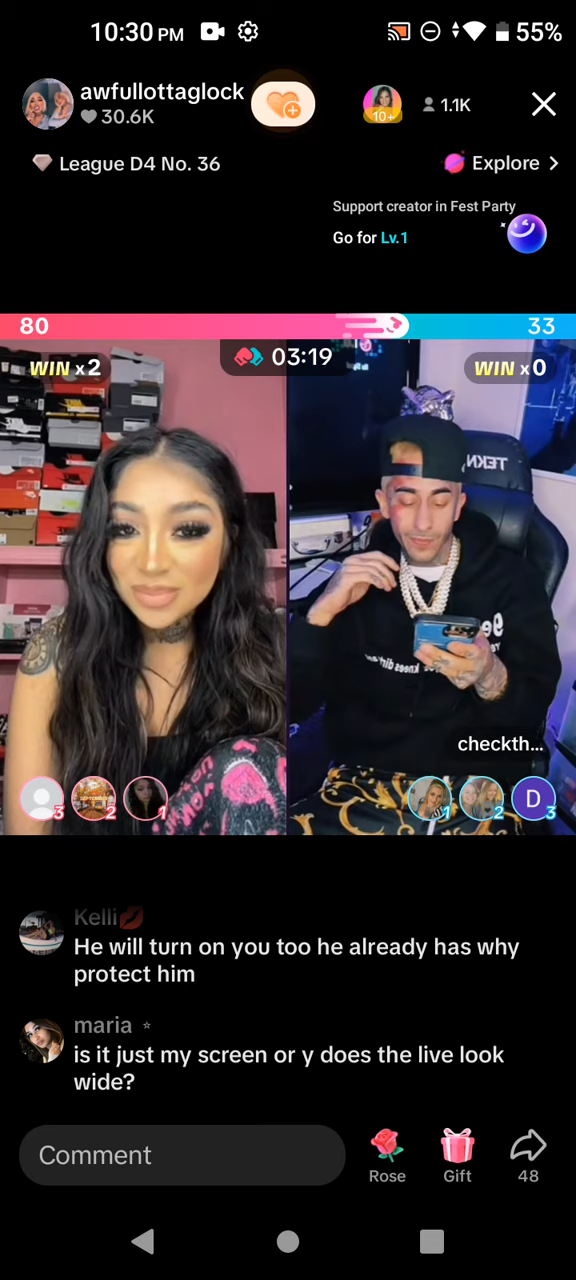 10:30 PM
55%
awfullottaglock
30.6K
10+
1.1K
League D4 No. 36
Explore >
Support creator in Fest Party
Go for Lv.1
80
33
WIN x2
03:19
WIN x0
TEKN
checkth...
3
2
1
1
2
D
3
Kelli💋
He will turn on you too he already has why
protect him
maria ⭐
is it just my screen or y does the live look
wide?
Comment
Rose
Gift
48